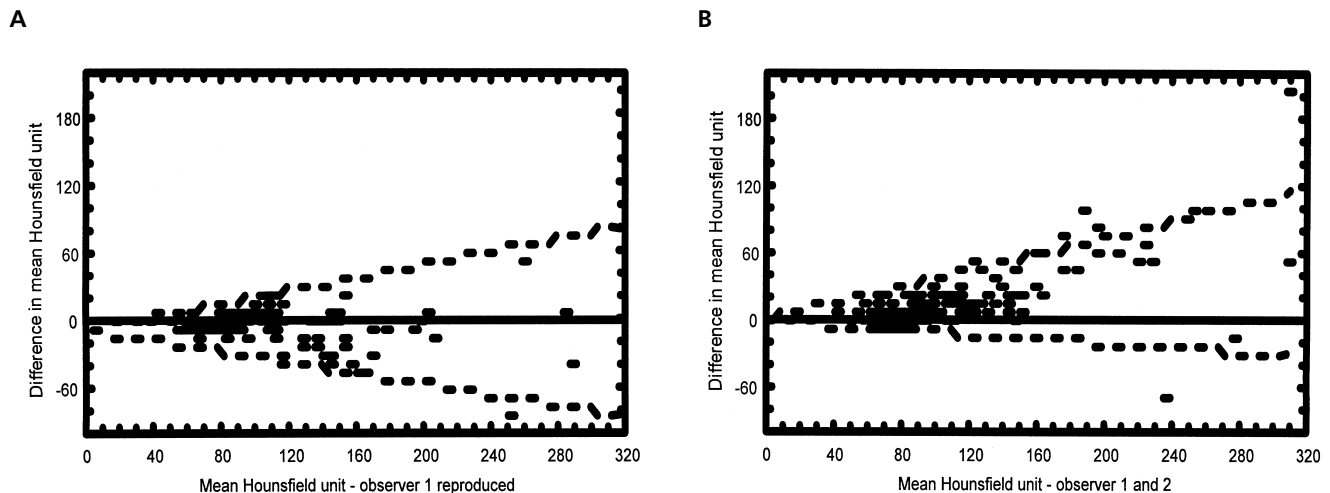 A
Difference in mean Hounsfield unit
180
120
60
0
-60
0 40 80 120 160 200 240 280 320
Mean Hounsfield unit - observer 1 reproduced
B
Difference in mean Hounsfield unit
180
120
60
0
-60
0 40 80 120 160 200 240 280 320
Mean Hounsfield unit - observer 1 and 2